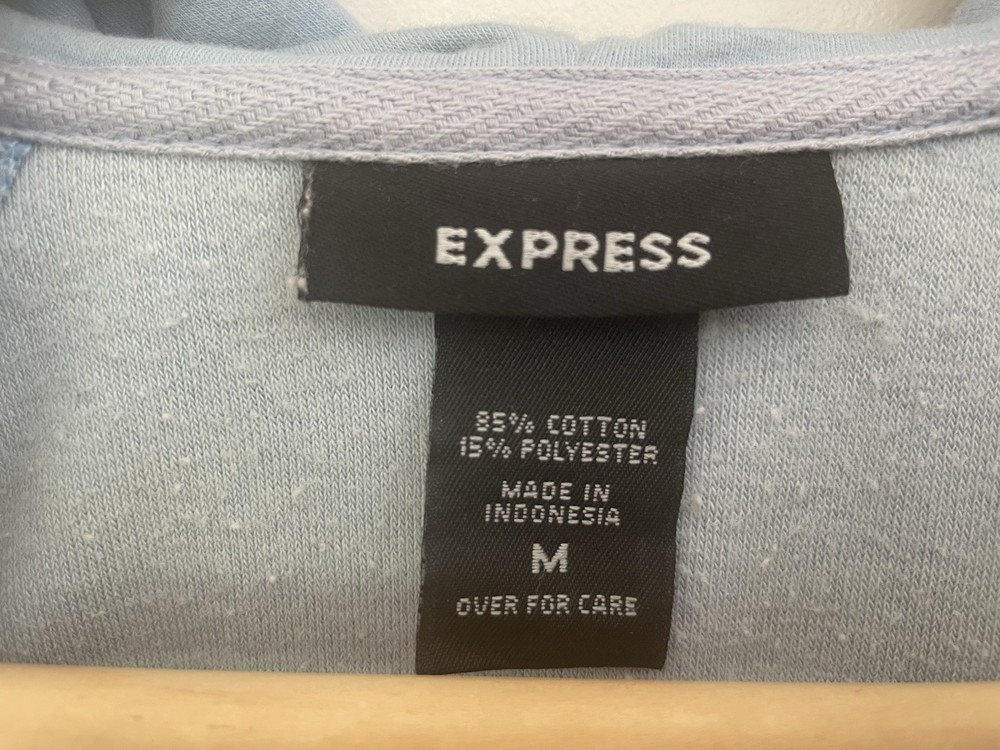 EXPRESS
85% COTTON
15% POLYESTER
MADE IN
INDONESIA
M
OVER FOR CARE